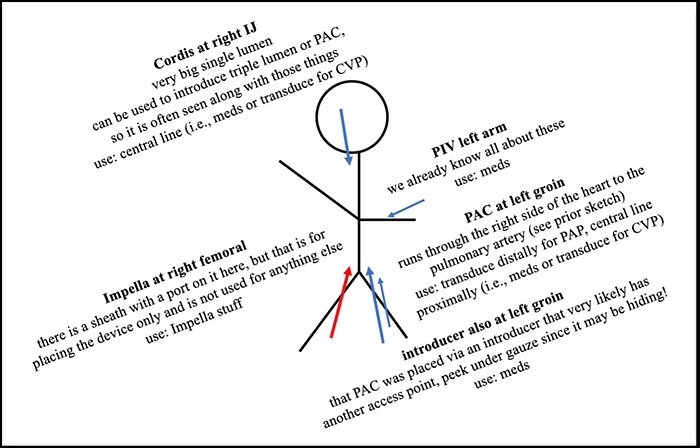 Cordis at right IJ
very big single lumen
can be used to introduce triple lumen or PAC,
so it is often seen along with those things
use: central line (i.e., meds or transduce for CVP)
PIV left arm
we already know all about these
use: meds
PAC at left groin
runs through the right side of the heart to the
pulmonary artery (see prior sketch)
use: transduce distally for PAP, central line
proximally (i.e., meds or transduce for CVP)
Impella at right femoral
there is a sheath with a port on it here, but that is for
placing the device only and is not used for anything else
use: Impella stuff
introducer also at left groin
that PAC was placed via an introducer that very likely has
another access point, peek under gauze since it may be hiding!
use: meds